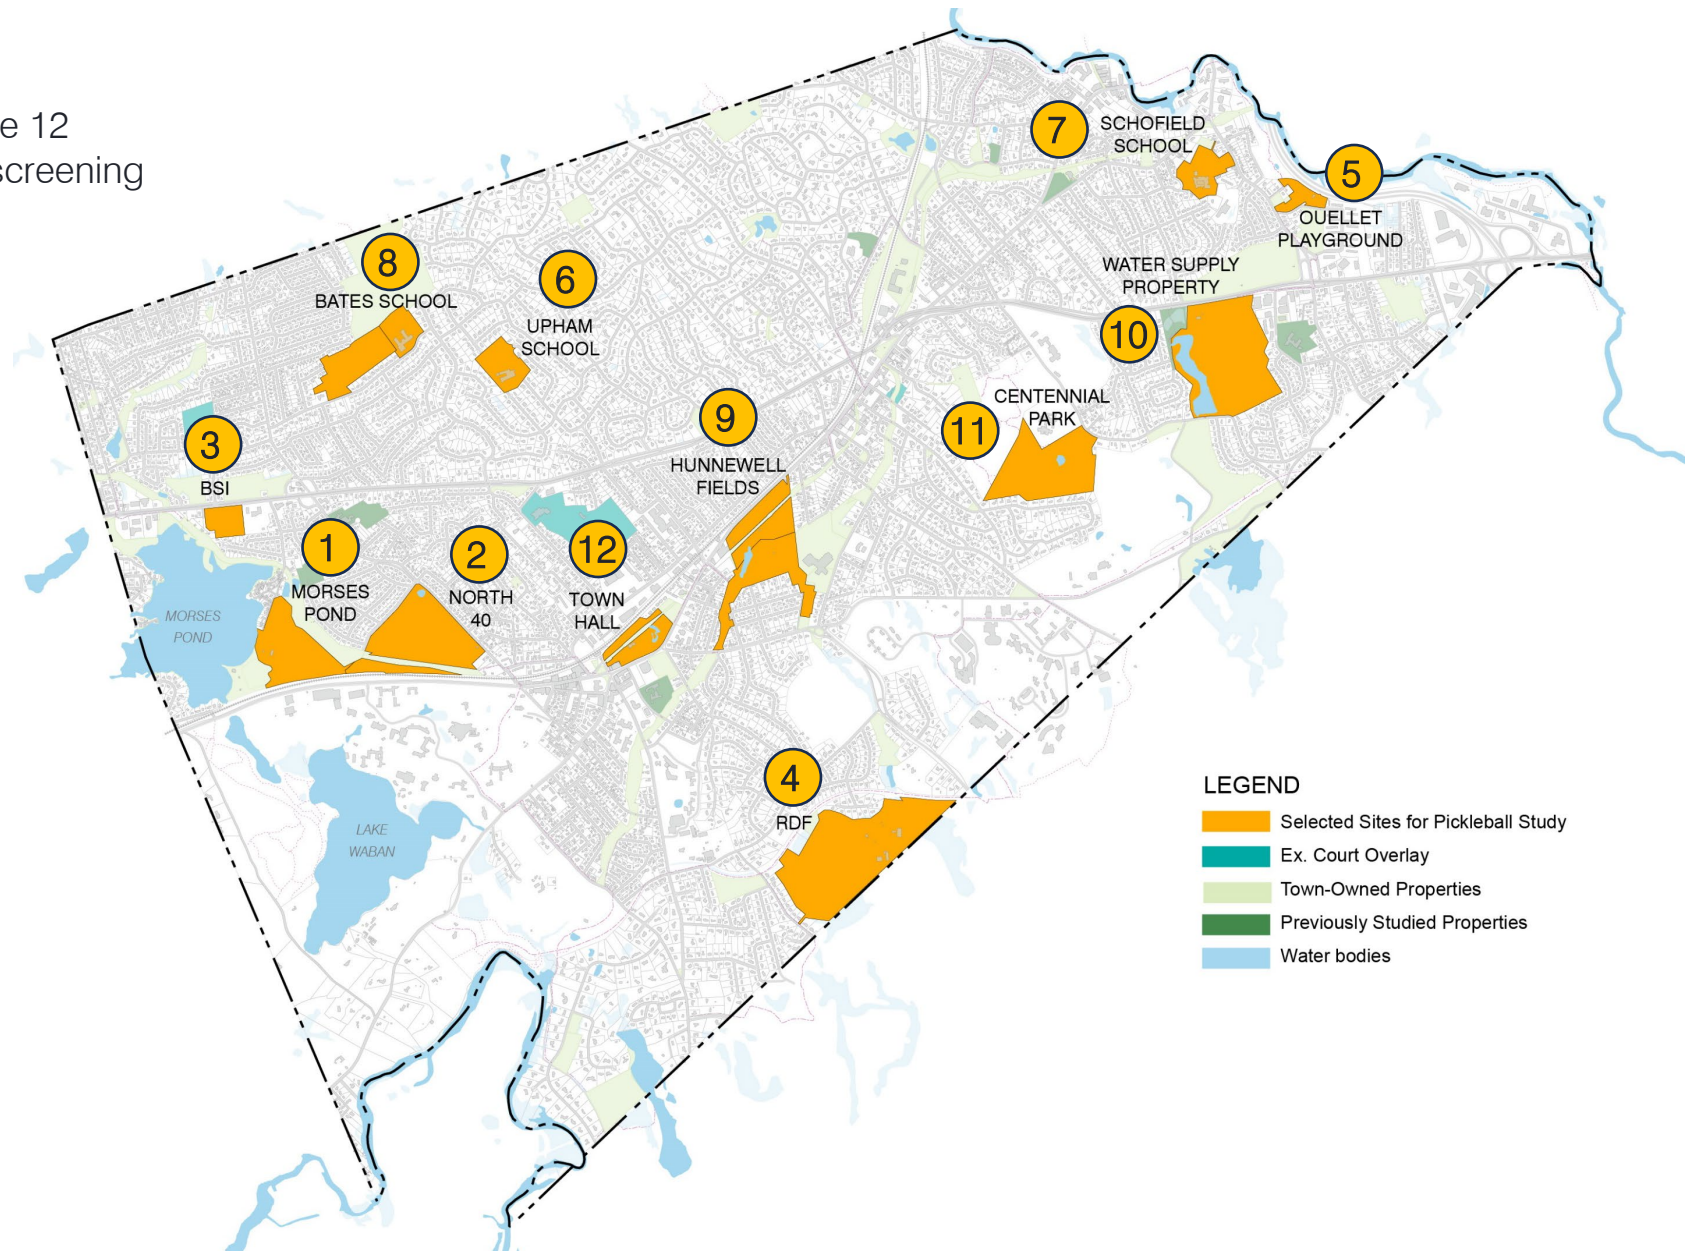 e 12
screening
7
SCHOFIELD
SCHOOL
5
OUELLET
PLAYGROUND
8
BATES SCHOOL
6
UPHAM
SCHOOL
WATER SUPPLY
PROPERTY
10
9
HUNNEWELL
FIELDS
CENTENNIAL
PARK
11
3
BSI
1
MORSES
POND
2
NORTH
40
12
TOWN
HALL
MORSES
POND
4
RDF
LAKE
WABAN
LEGEND
Selected Sites for Pickleball Study
Ex. Court Overlay
Town-Owned Properties
Previously Studied Properties
Water bodies